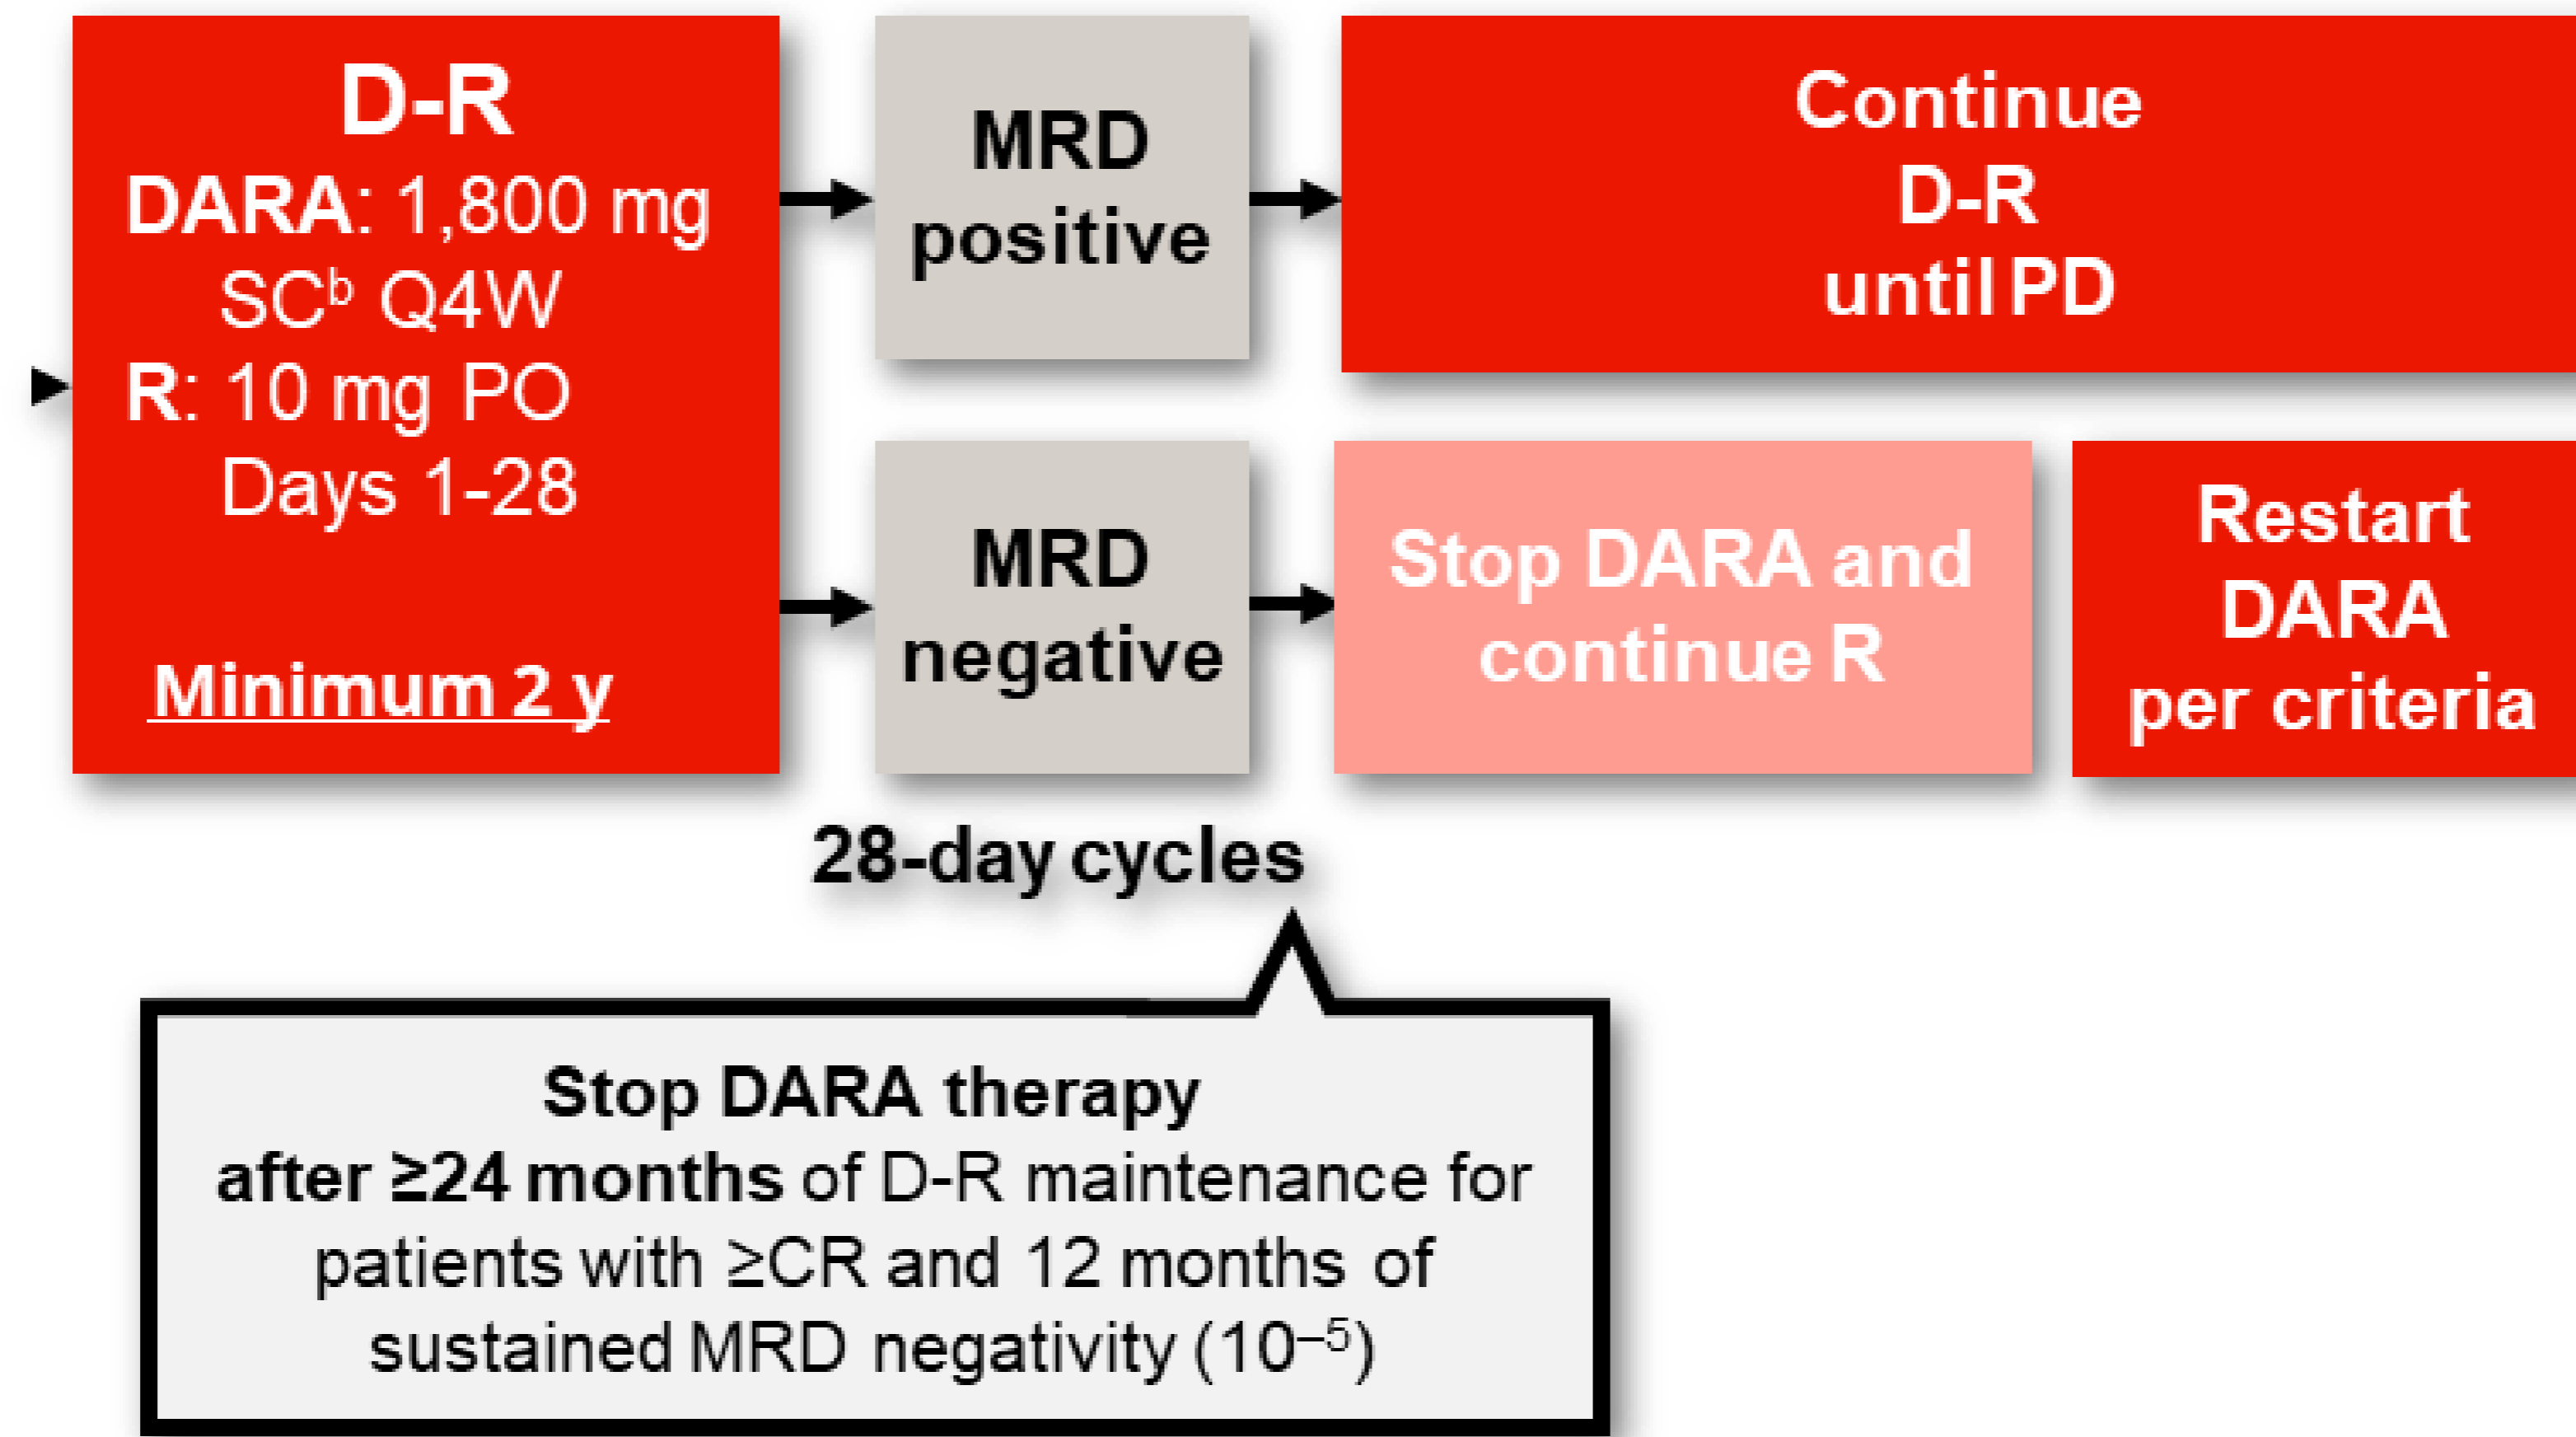 D-R
DARA: 1,800 mg
SCᵇ Q4W
R: 10 mg PO
Days 1-28
Minimum 2 y
MRD
positive
Continue
D-R
until PD
MRD
negative
Stop DARA and
continue R
Restart
DARA
per criteria
28-day cycles
Stop DARA therapy
after ≥24 months of D-R maintenance for
patients with ≥CR and 12 months of
sustained MRD negativity (10⁻⁵)